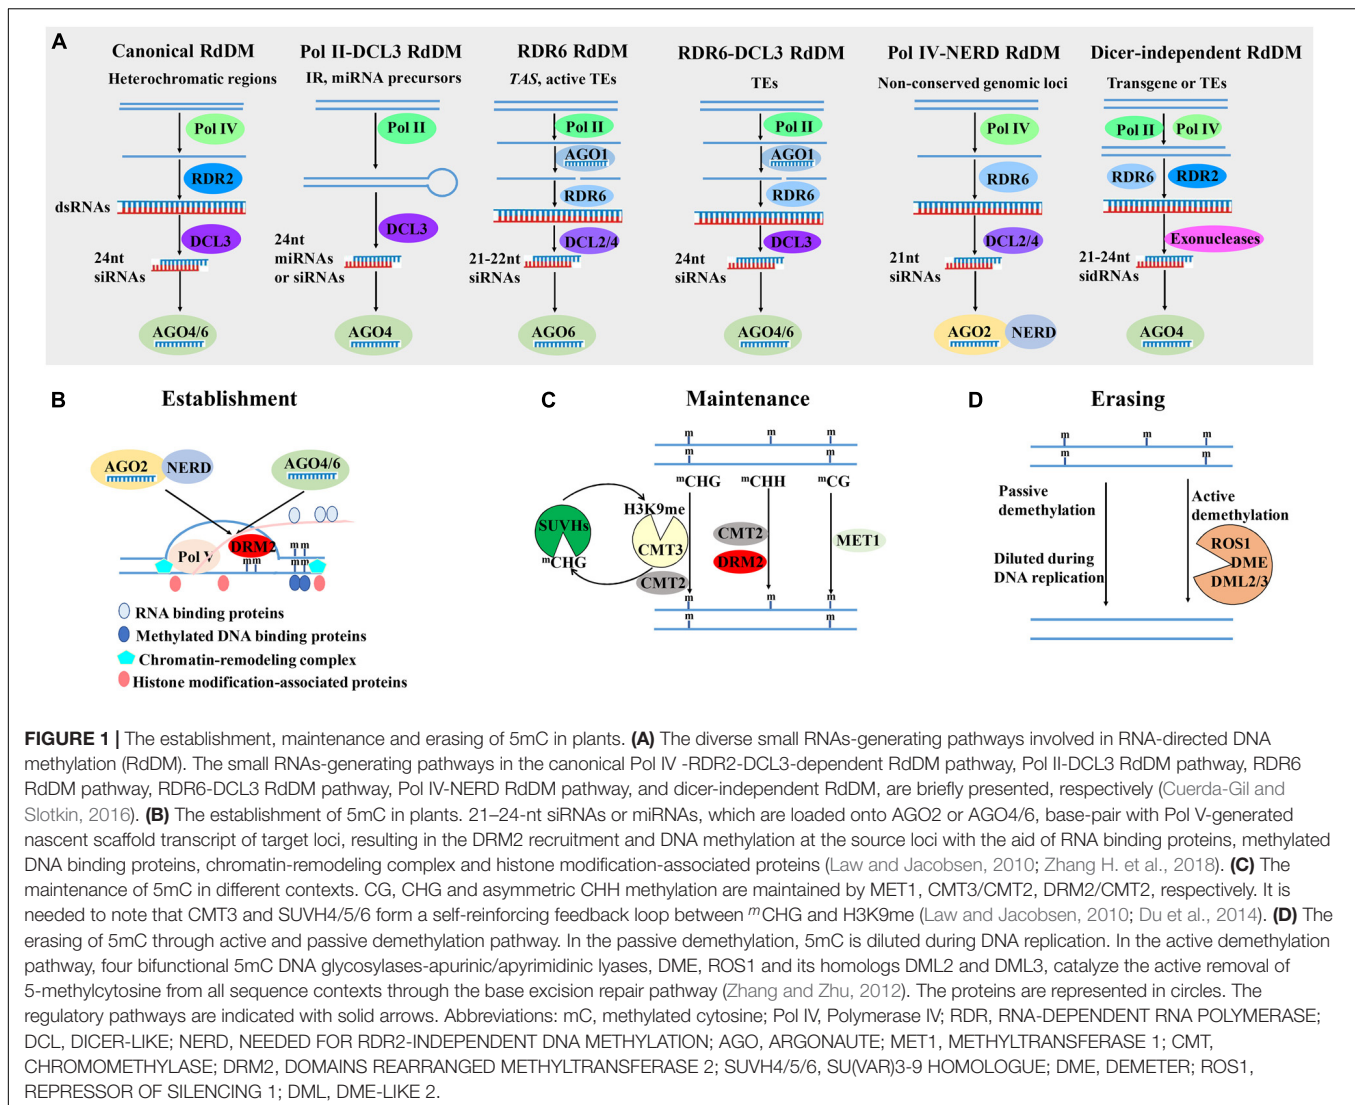 A
Canonical RdDM
Heterochromatic regions
Pol IV
RDR2
dsRNAs
DCL3
24nt
siRNAs
AGO4/6
Pol II-DCL3 RdDM
IR, miRNA precursors
Pol II
DCL3
24nt
miRNAs
or siRNAs
AGO4
RDR6 RdDM
TAS, active TEs
Pol II
AGO1
RDR6
DCL2/4
21-22nt
siRNAs
AGO6
RDR6-DCL3 RdDM
TEs
Pol II
AGO1
RDR6
DCL3
24nt
siRNAs
AGO4/6
Pol IV-NERD RdDM
Non-conserved genomic loci
Pol IV
RDR6
DCL2/4
21nt
siRNAs
AGO2
NERD
Dicer-independent RdDM
Transgene or TEs
Pol II
Pol IV
RDR6
RDR2
Exonucleases
21-24nt
sidRNAs
AGO4
B
Establishment
AGO2
NERD
AGO4/6
Pol V
DRM2
mm
mm
mm
RNA binding proteins
Methylated DNA binding proteins
Chromatin-remodeling complex
Histone modification-associated proteins
C
Maintenance
m
m
m
m
m
mCHG
mCHH
mCG
H3K9me
SUVHs
mCHG
CMT3
CMT2
CMT2
DRM2
MET1
m
m
m
m
m
D
Erasing
m
m
m
m
m
Passive
demethylation
Diluted during
DNA replication
Active
demethylation
ROS1
DME
DML2/3
FIGURE 1 | The establishment, maintenance and erasing of 5mC in plants. (A) The diverse small RNAs-generating pathways involved in RNA-directed DNA
methylation (RdDM). The small RNAs-generating pathways in the canonical Pol IV -RDR2-DCL3-dependent RdDM pathway, Pol II-DCL3 RdDM pathway, RDR6
RdDM pathway, RDR6-DCL3 RdDM pathway, Pol IV-NERD RdDM pathway, and dicer-independent RdDM, are briefly presented, respectively (Cuerda-Gil and
Slotkin, 2016). (B) The establishment of 5mC in plants. 21–24-nt siRNAs or miRNAs, which are loaded onto AGO2 or AGO4/6, base-pair with Pol V-generated
nascent scaffold transcript of target loci, resulting in the DRM2 recruitment and DNA methylation at the source loci with the aid of RNA binding proteins, methylated
DNA binding proteins, chromatin-remodeling complex and histone modification-associated proteins (Law and Jacobsen, 2010; Zhang H. et al., 2018). (C) The
maintenance of 5mC in different contexts. CG, CHG and asymmetric CHH methylation are maintained by MET1, CMT3/CMT2, DRM2/CMT2, respectively. It is
needed to note that CMT3 and SUVH4/5/6 form a self-reinforcing feedback loop between mCHG and H3K9me (Law and Jacobsen, 2010; Du et al., 2014). (D) The
erasing of 5mC through active and passive demethylation pathway. In the passive demethylation, 5mC is diluted during DNA replication. In the active demethylation
pathway, four bifunctional 5mC DNA glycosylases-apurinic/apyrimidinic lyases, DME, ROS1 and its homologs DML2 and DML3, catalyze the active removal of
5-methylcytosine from all sequence contexts through the base excision repair pathway (Zhang and Zhu, 2012). The proteins are represented in circles. The
regulatory pathways are indicated with solid arrows. Abbreviations: mC, methylated cytosine; Pol IV, Polymerase IV; RDR, RNA-DEPENDENT RNA POLYMERASE;
DCL, DICER-LIKE; NERD, NEEDED FOR RDR2-INDEPENDENT DNA METHYLATION; AGO, ARGONAUTE; MET1, METHYLTRANSFERASE 1; CMT,
CHROMOMETHYLASE; DRM2, DOMAINS REARRANGED METHYLTRANSFERASE 2; SUVH4/5/6, SU(VAR)3-9 HOMOLOGUE; DME, DEMETER; ROS1,
REPRESSOR OF SILENCING 1; DML, DME-LIKE 2.